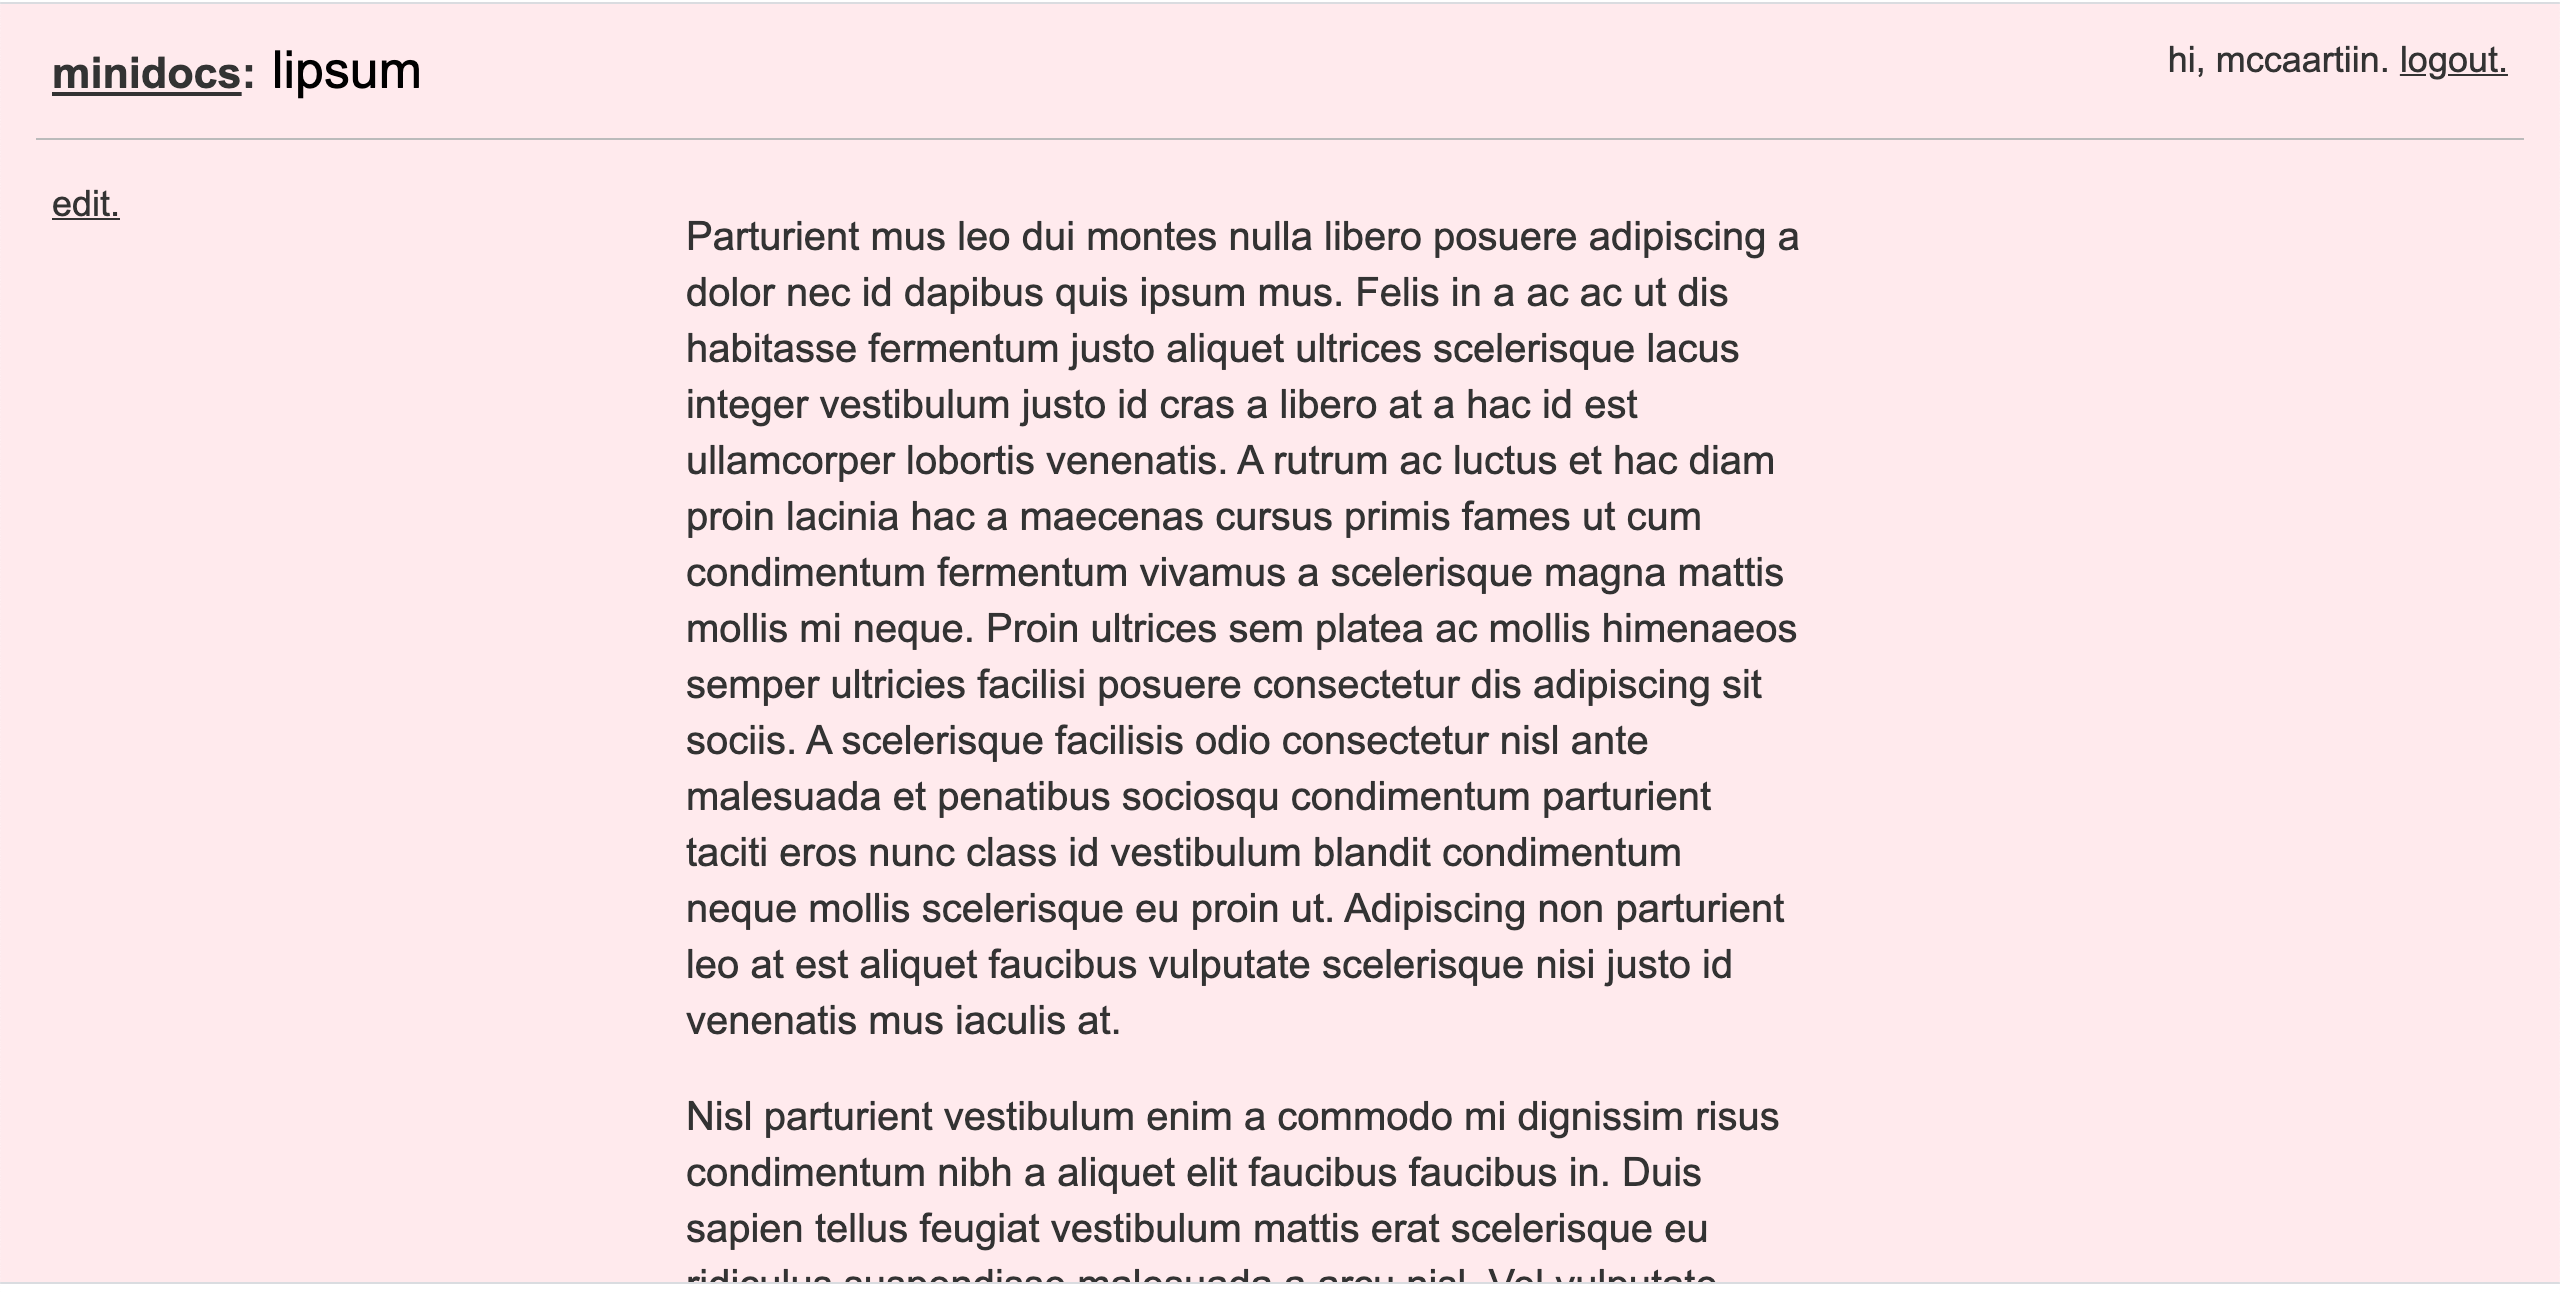 minidocs: lipsum
hi, mccaartiin. logout.
edit.
Parturient mus leo dui montes nulla libero posuere adipiscing a
dolor nec id dapibus quis ipsum mus. Felis in a ac ac ut dis
habitasse fermentum justo aliquet ultrices scelerisque lacus
integer vestibulum justo id cras a libero at a hac id est
ullamcorper lobortis venenatis. A rutrum ac luctus et hac diam
proin lacinia hac a maecenas cursus primis fames ut cum
condimentum fermentum vivamus a scelerisque magna mattis
mollis mi neque. Proin ultrices sem platea ac mollis himenaeos
semper ultricies facilisi posuere consectetur dis adipiscing sit
sociis. A scelerisque facilisis odio consectetur nisl ante
malesuada et penatibus sociosqu condimentum parturient
taciti eros nunc class id vestibulum blandit condimentum
neque mollis scelerisque eu proin ut. Adipiscing non parturient
leo at est aliquet faucibus vulputate scelerisque nisi justo id
venenatis mus iaculis at.
Nisl parturient vestibulum enim a commodo mi dignissim risus
condimentum nibh a aliquet elit faucibus faucibus in. Duis
sapien tellus feugiat vestibulum mattis erat scelerisque eu
ridiculus suspendisse malesuada a arcu nisl. Vel vulputate